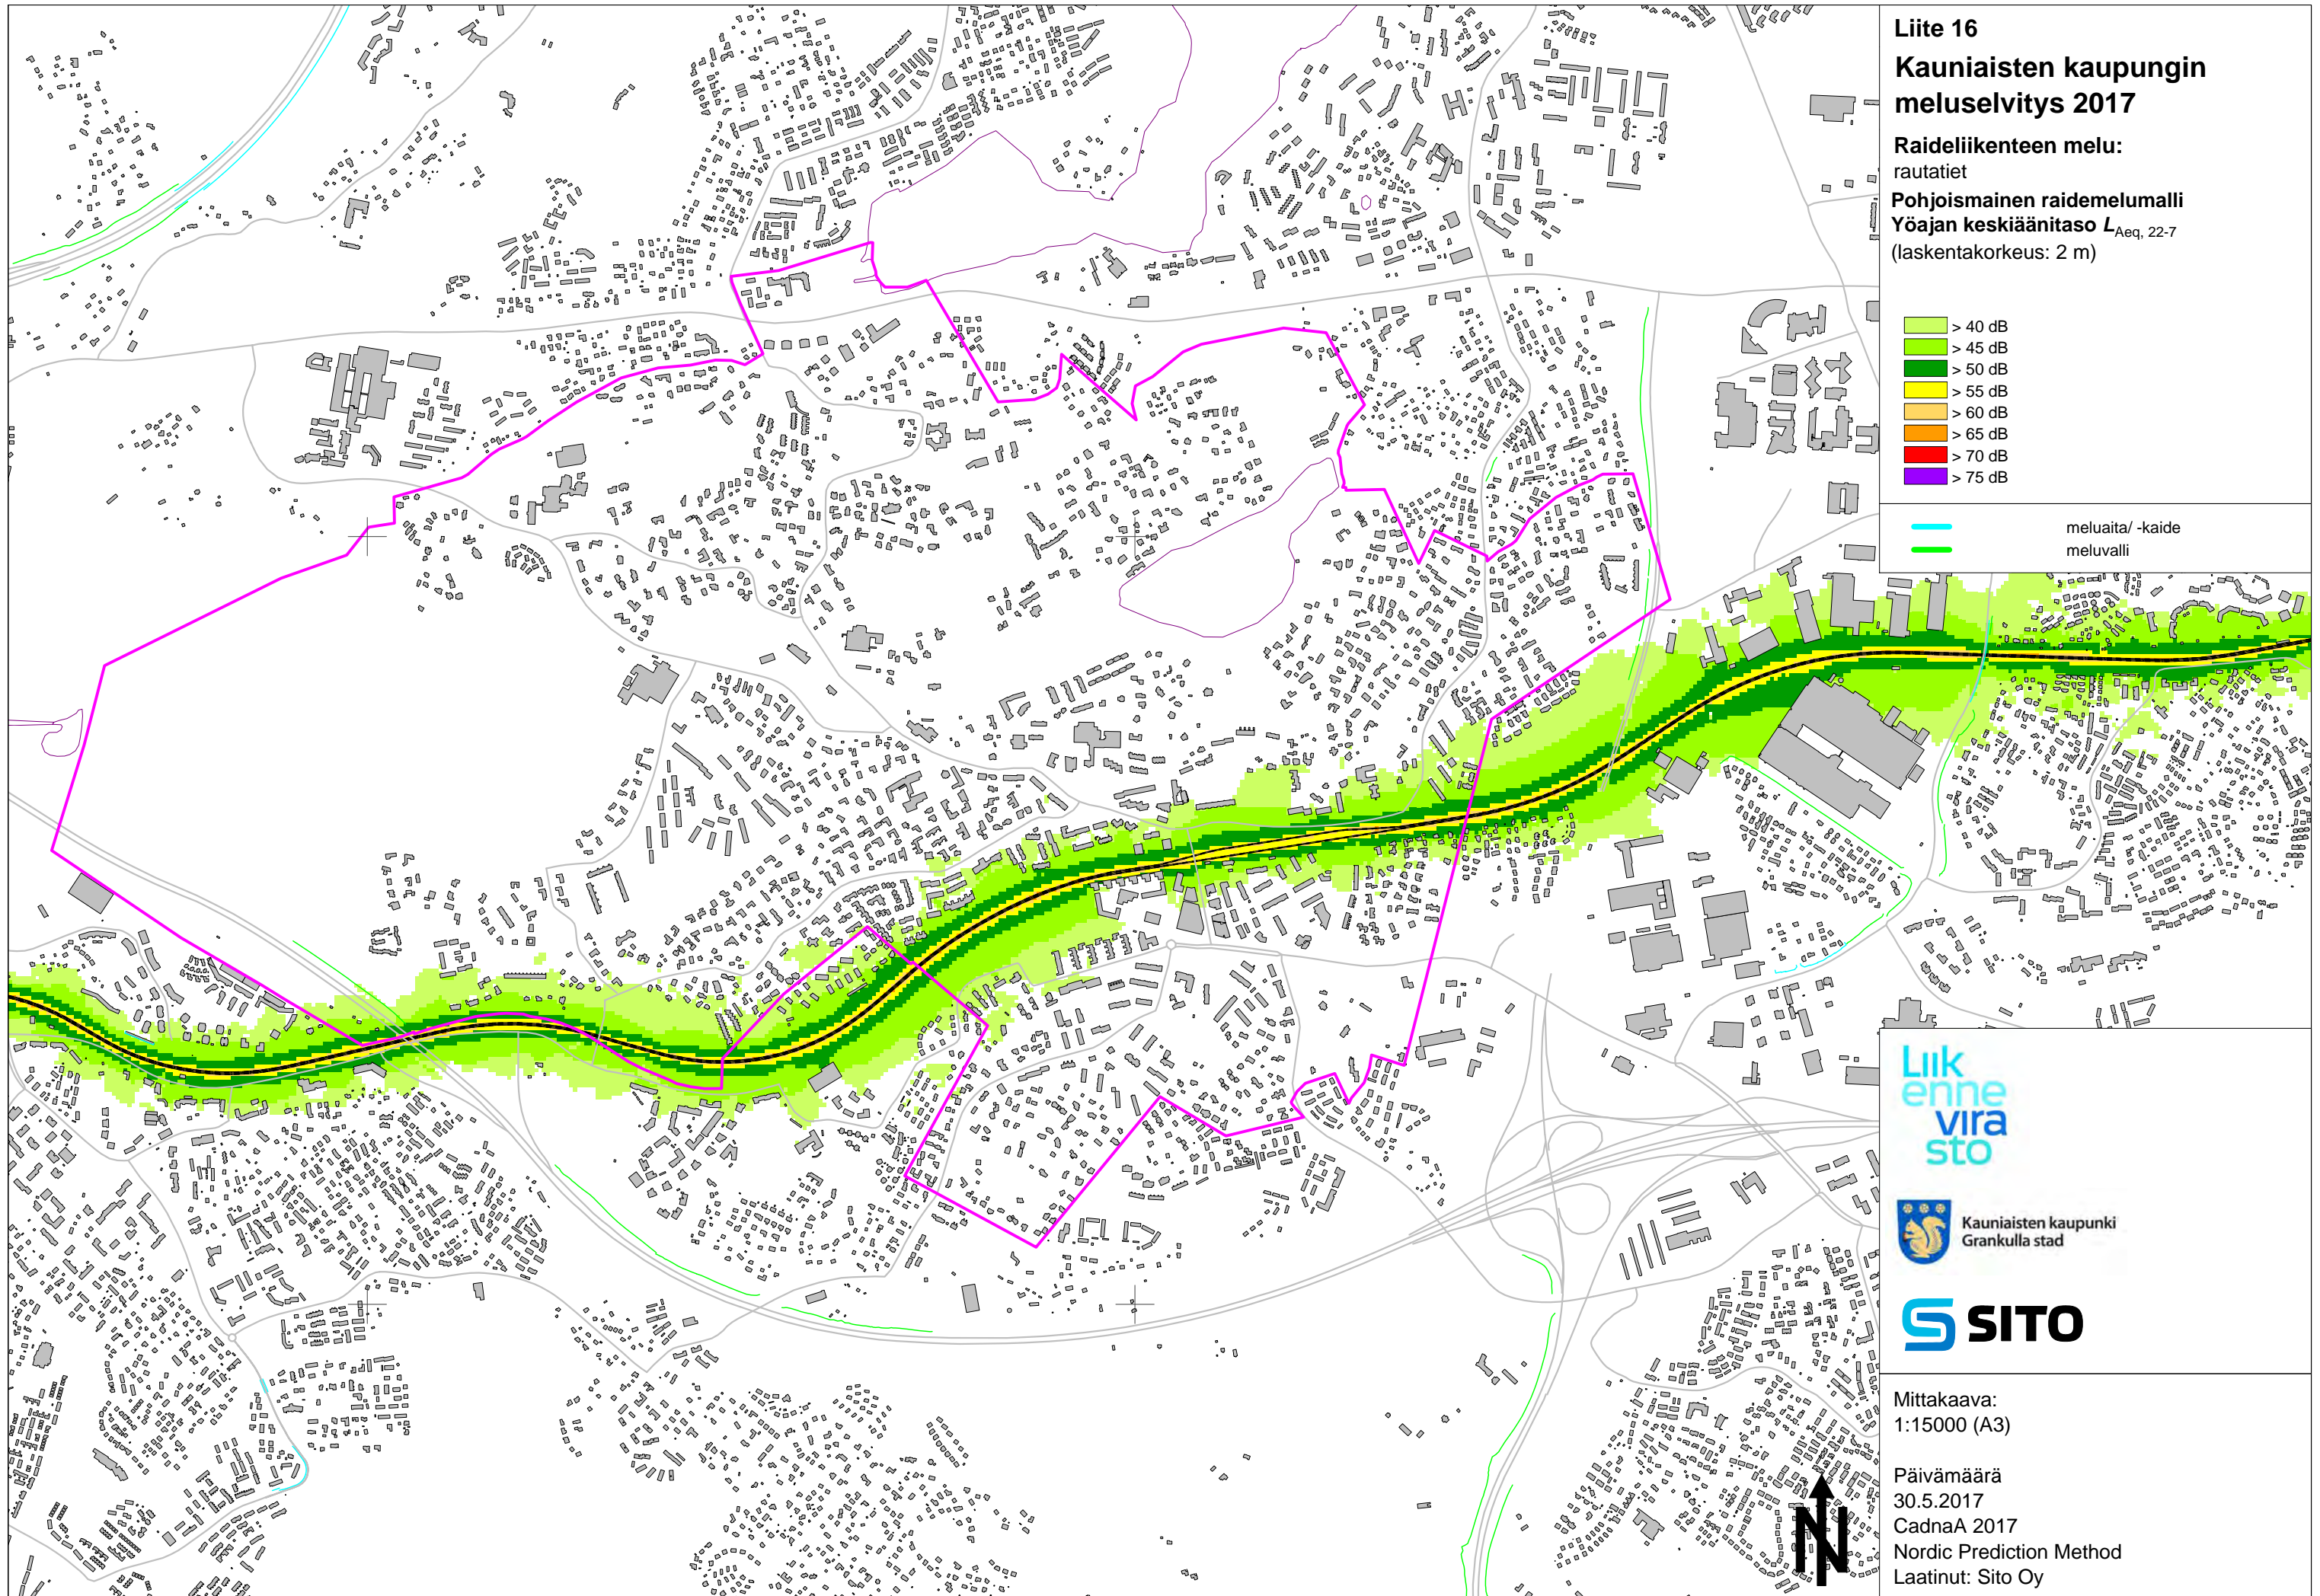 Liite 16
Kauniaisten kaupungin
meluselvitys 2017
Raideliikenteen melu:
rautatiet
Pohjoismainen raidemelumalli
Yöajan keskiäänitaso LAeq, 22-7
(laskentakorkeus: 2 m)
> 40 dB
> 45 dB
> 50 dB
> 55 dB
> 60 dB
> 65 dB
> 70 dB
> 75 dB
meluaita/ -kaide
meluvalli
Liik
enne
vira
sto
Kauniaisten kaupunki
Grankulla stad
SITO
Mittakaava:
1:15000 (A3)
Päivämäärä
30.5.2017
CadnaA 2017
Nordic Prediction Method
Laatinut: Sito Oy
N